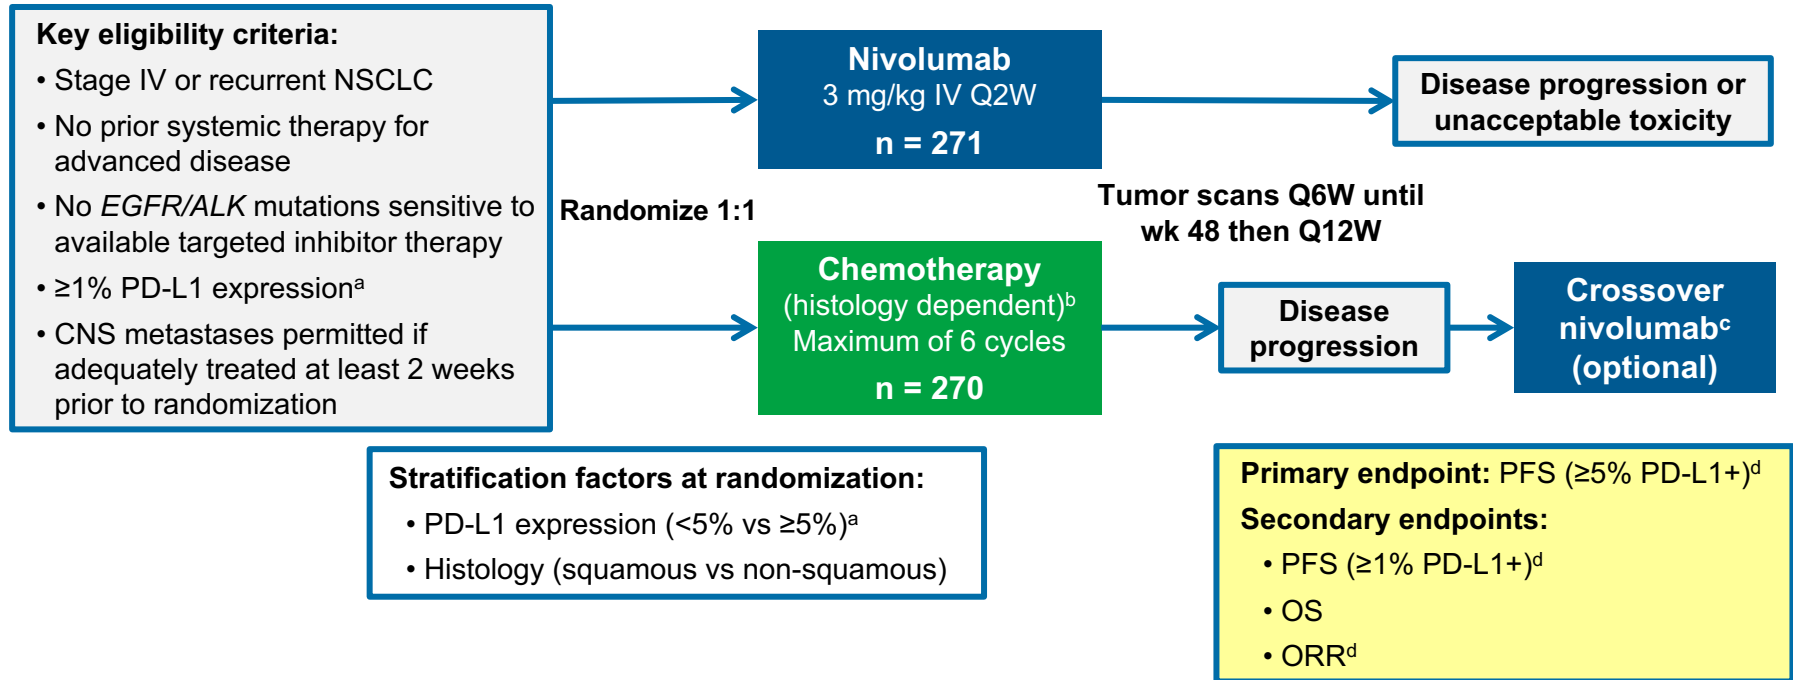 Key eligibility criteria:
• Stage IV or recurrent NSCLC
• No prior systemic therapy for
advanced disease
• No EGFR/ALK mutations sensitive to
available targeted inhibitor therapy
• ≥1% PD-L1 expressionᵃ
• CNS metastases permitted if
adequately treated at least 2 weeks
prior to randomization
Randomize 1:1
Nivolumab
3 mg/kg IV Q2W
n = 271
Disease progression or
unacceptable toxicity
Tumor scans Q6W until
wk 48 then Q12W
Chemotherapy
(histology dependent)ᵇ
Maximum of 6 cycles
n = 270
Disease
progression
Crossover
nivolumabᶜ
(optional)
Stratification factors at randomization:
• PD-L1 expression (<5% vs ≥5%)ᵃ
• Histology (squamous vs non-squamous)
Primary endpoint: PFS (≥5% PD-L1+)ᵈ
Secondary endpoints:
• PFS (≥1% PD-L1+)ᵈ
• OS
• ORRᵈ